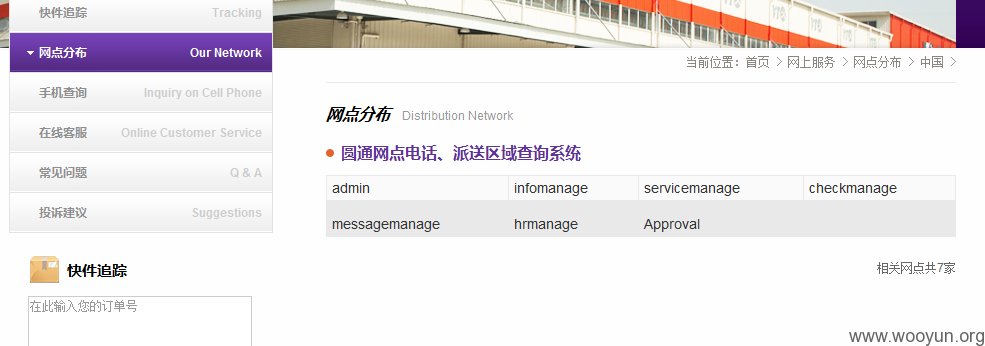 快件追踪 Tracking
网点分布 Our Network
手机查询 Inquiry on Cell Phone
在线客服 Online Customer Service
常见问题 Q & A
投诉建议 Suggestions
快件追踪
在此输入您的订单号
当前位置：首页 > 网上服务 > 网点分布 > 中国 >
网点分布 Distribution Network
圆通网点电话、派送区域查询系统
admin infomanage servicemanage checkmanage
messagemanage hrmanage Approval
相关网点共7家
www.wooyun.org